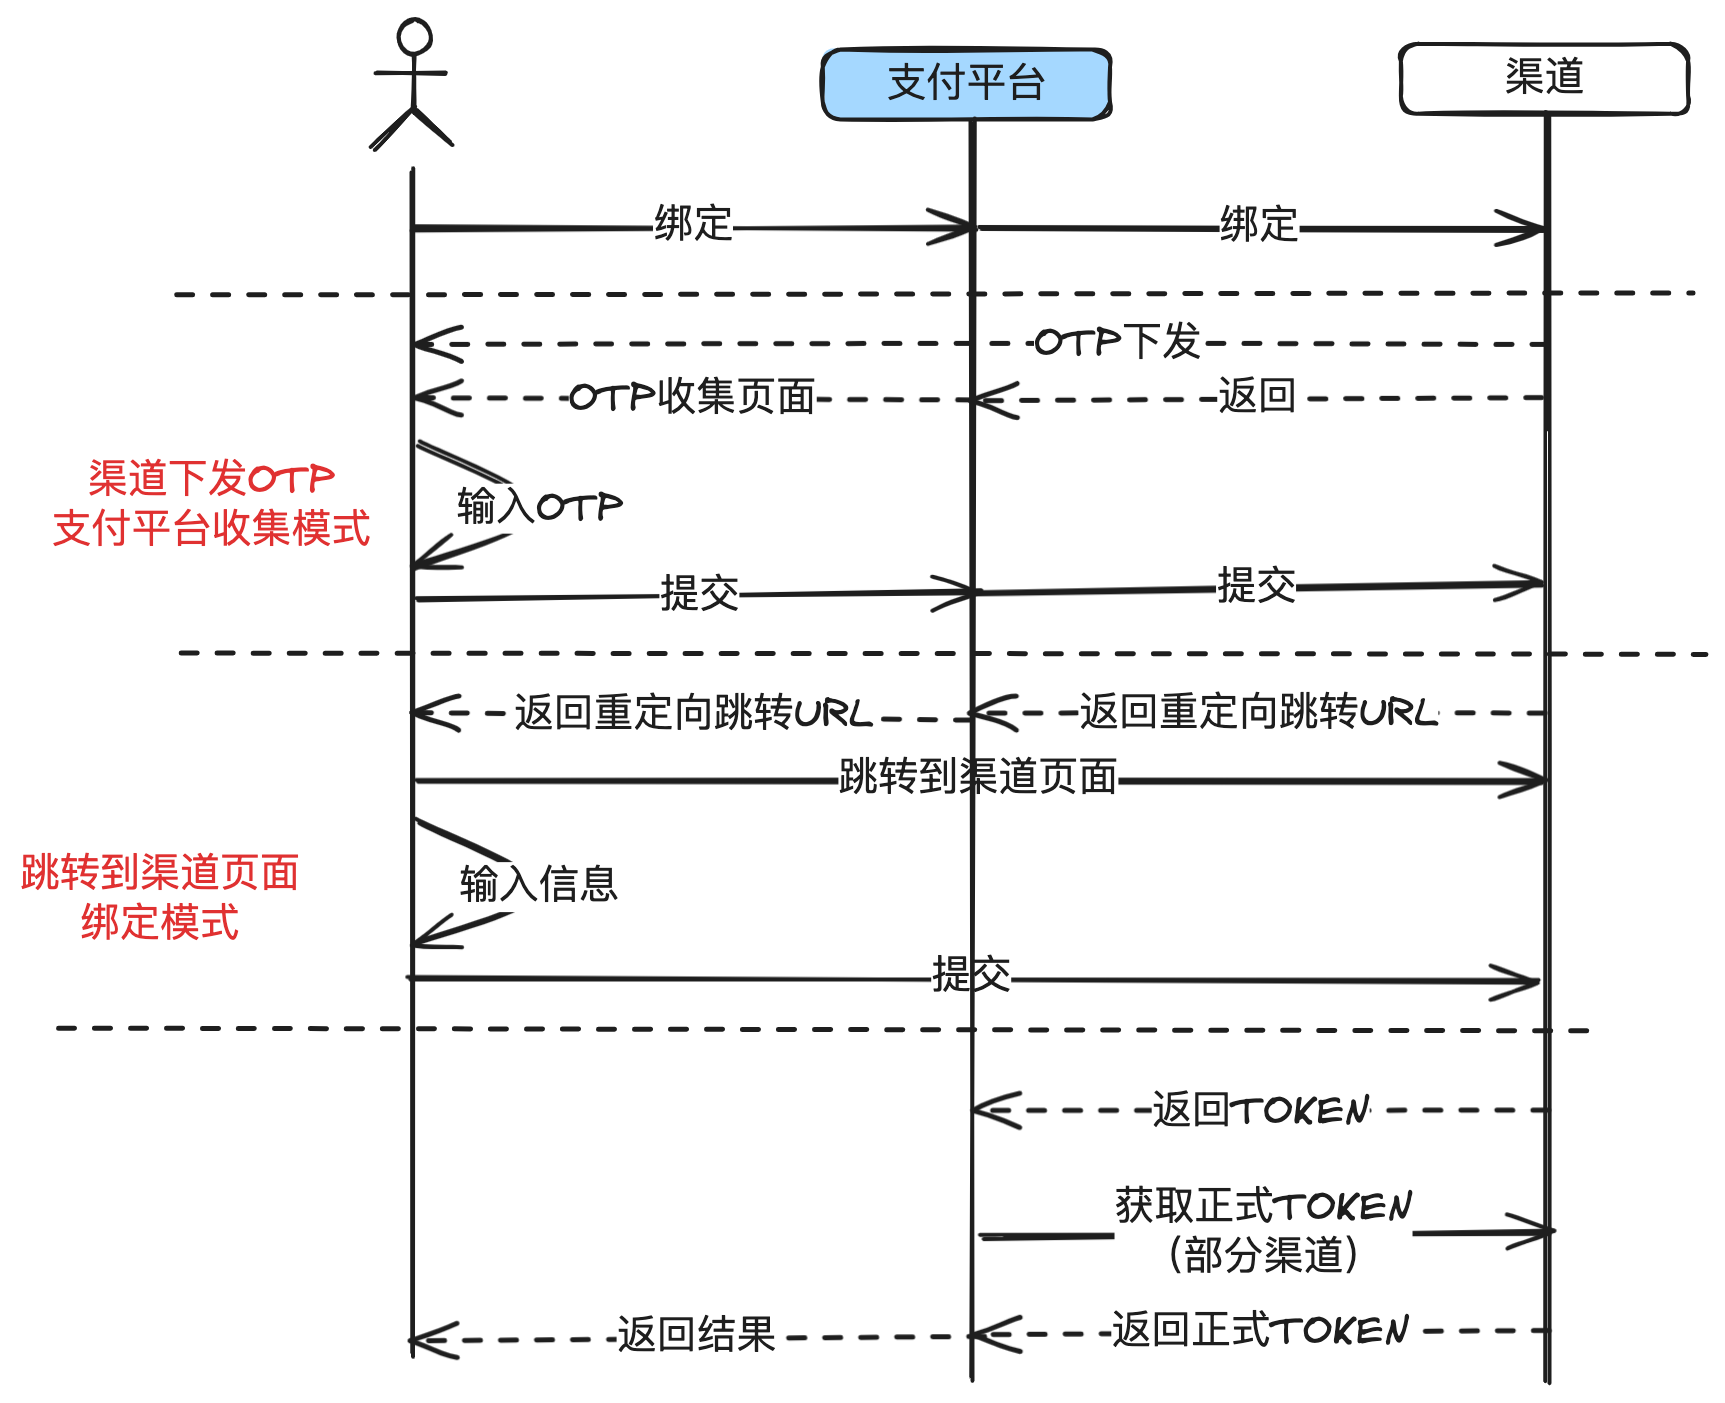 支付平台
渠道
绑定
绑定
OTP下发
OTP收集页面
返回
渠道下发OTP
支付平台收集模式
输入OTP
提交
提交
返回重定向跳转URL
返回重定向跳转URL
跳转到渠道页面
跳转到渠道页面
绑定模式
输入信息
提交
返回TOKEN
获取正式TOKEN
(部分渠道)
返回结果
返回正式TOKEN